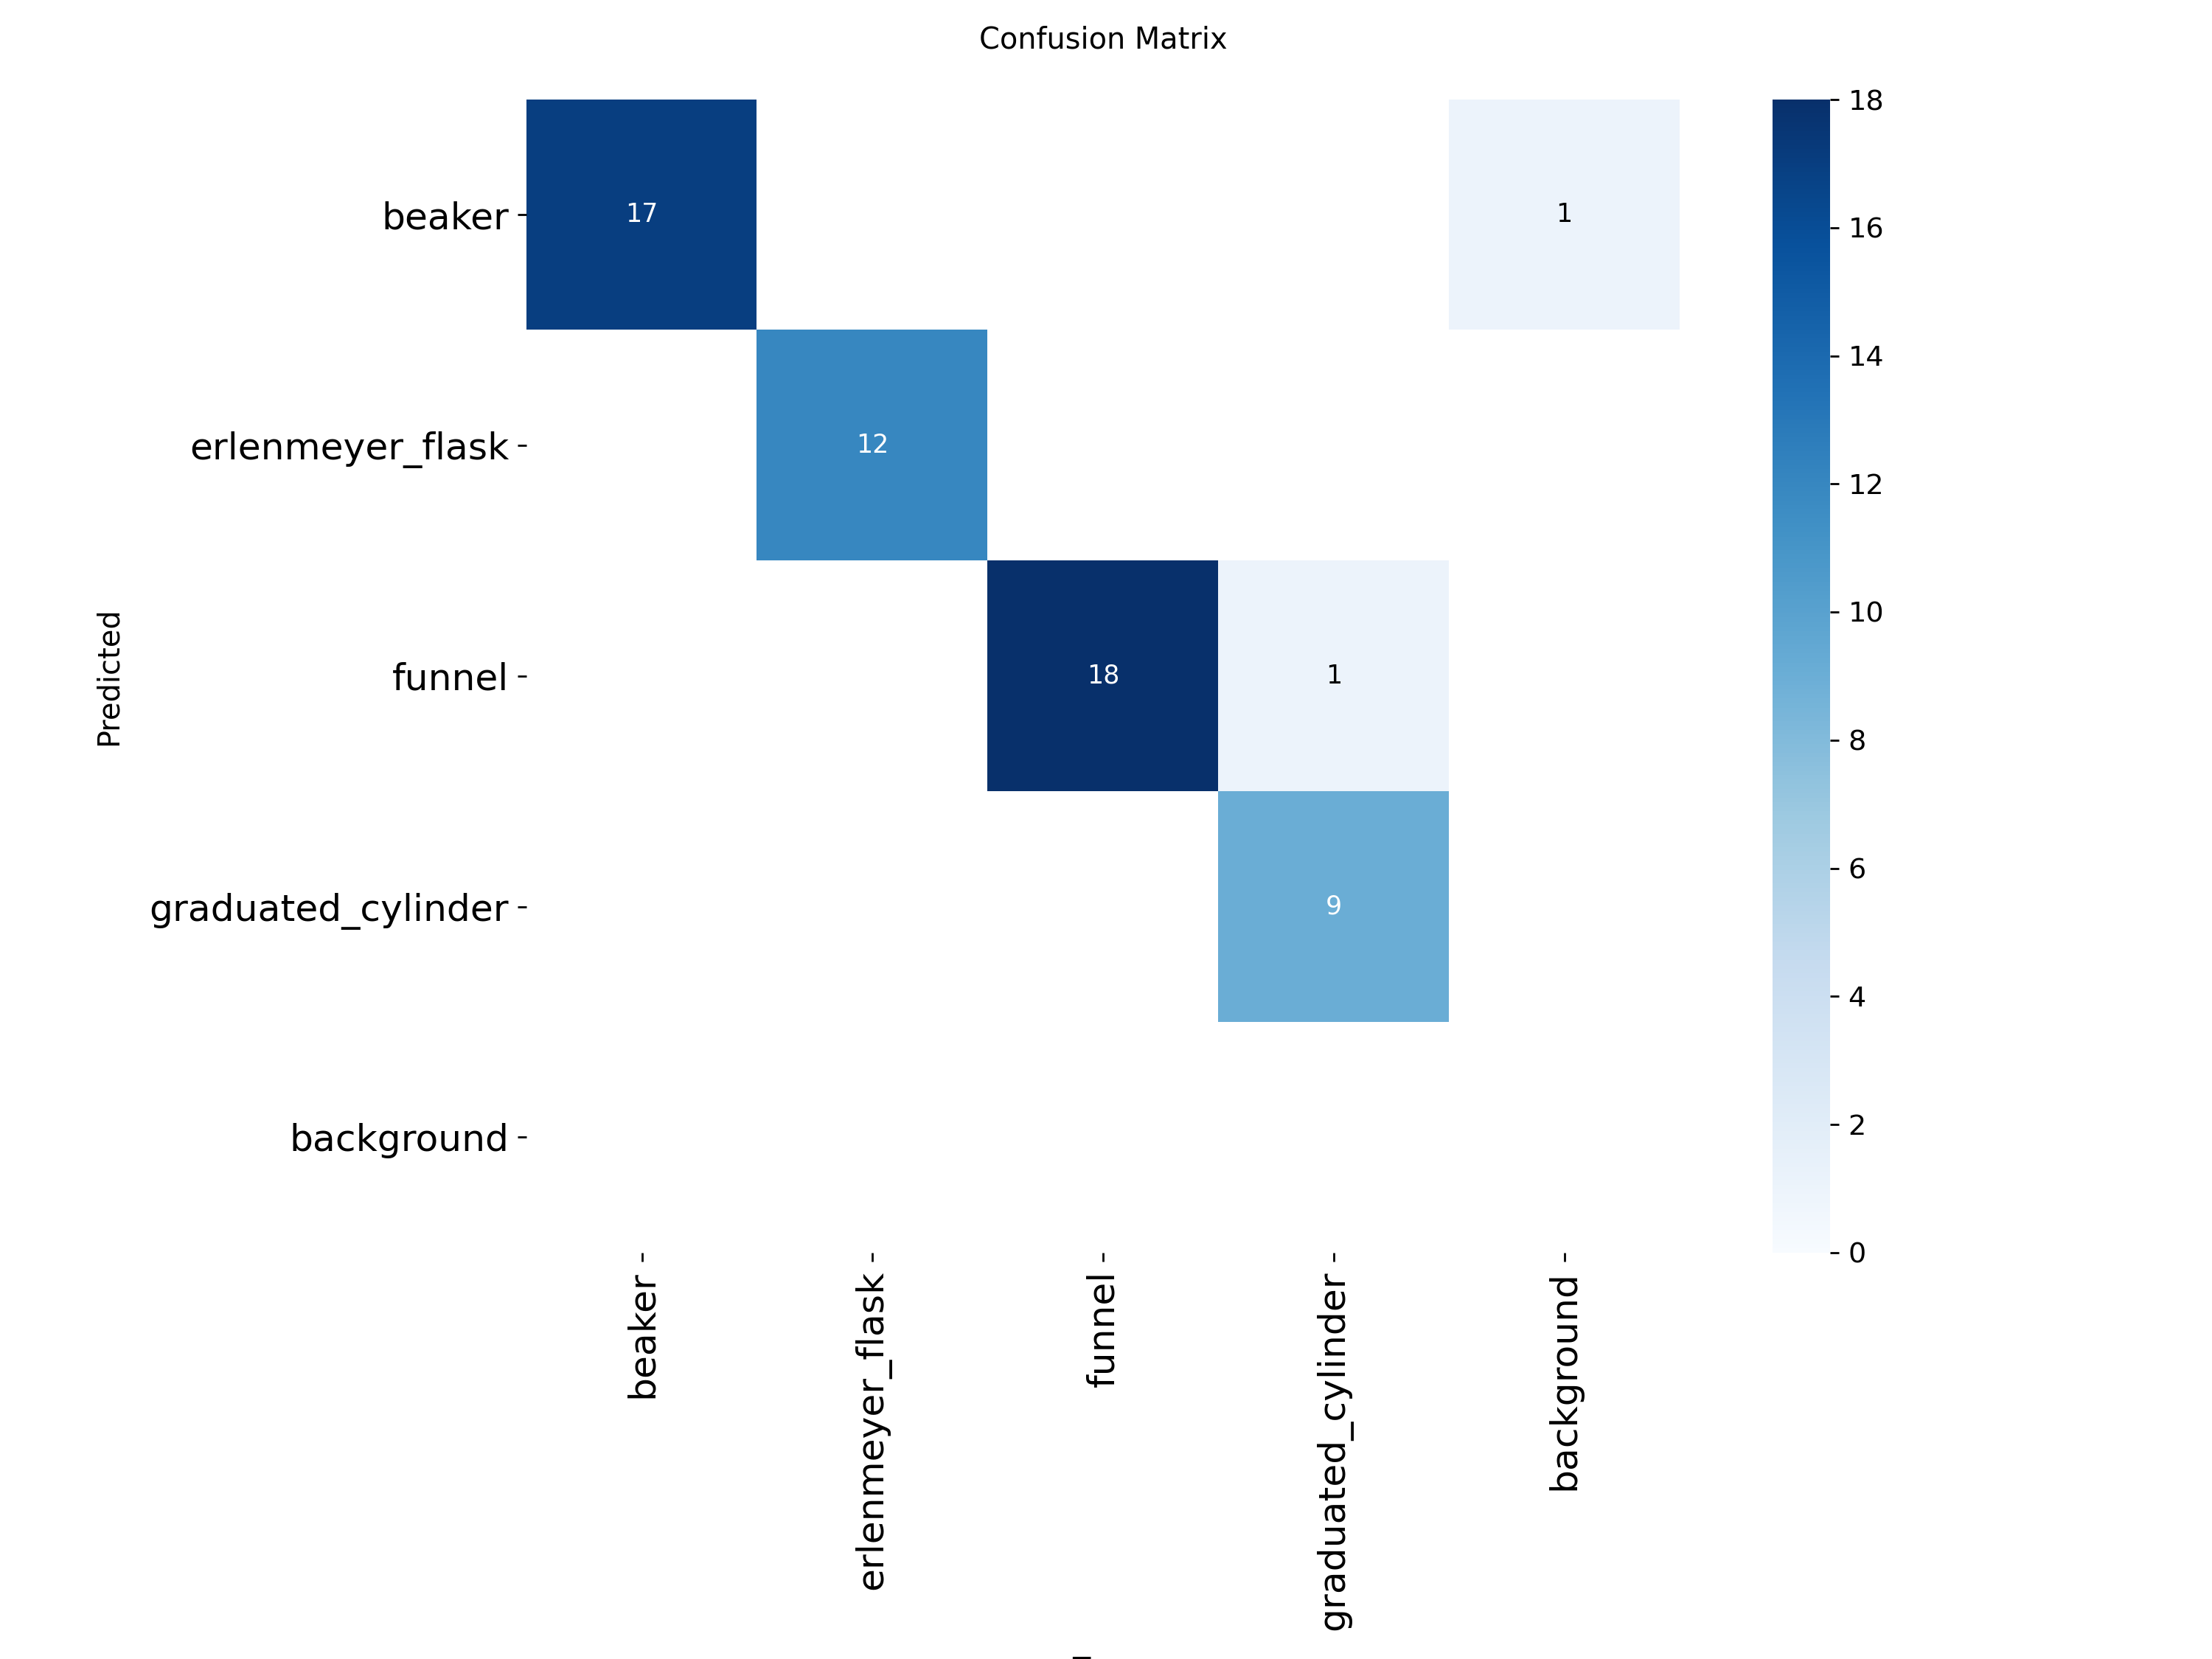 Confusion Matrix
beaker
17
1
erlenmeyer_flask
12
funnel
18
1
graduated_cylinder
9
background
Predicted
beaker
erlenmeyer_flask
funnel
graduated_cylinder
background
18
16
14
12
10
8
6
4
2
0